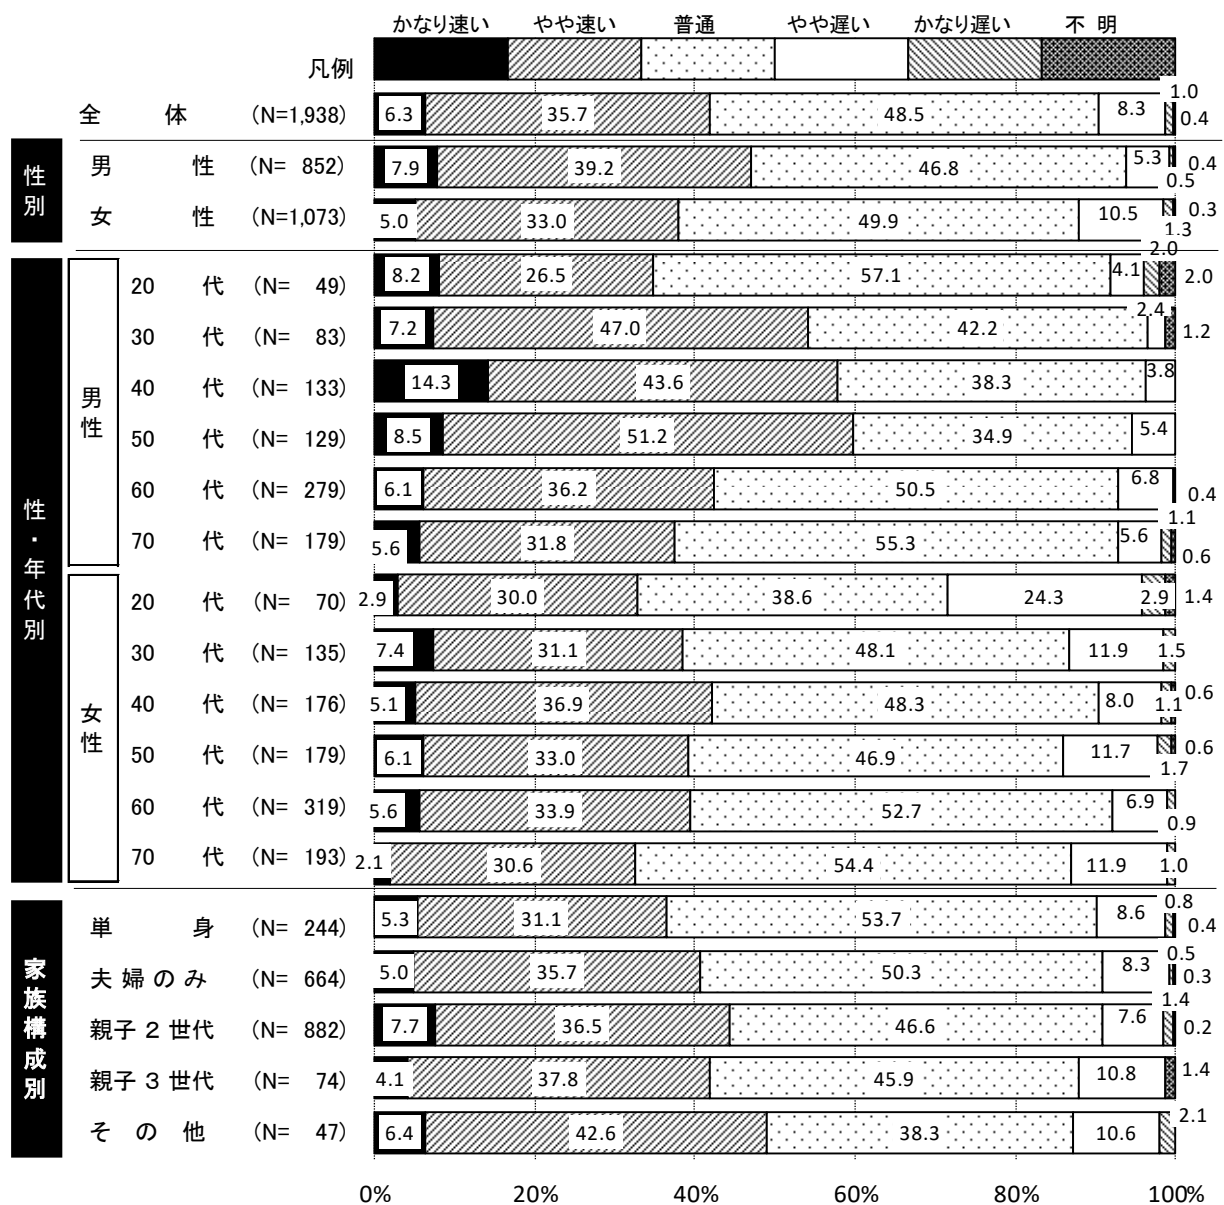 かなり速い やや速い 普通 やや遅い かなり遅い 不 明
凡例
全 体 (N=1,938) 6.3 35.7 48.5 8.3 1.0 0.4
性別
男 性 (N= 852) 7.9 39.2 46.8 5.3 0.5 0.4
女 性 (N=1,073) 5.0 33.0 49.9 10.5 1.3 0.3
性・年代別
男性
20 代 (N= 49) 8.2 26.5 57.1 4.1 2.0 2.0
30 代 (N= 83) 7.2 47.0 42.2 2.4 1.2
40 代 (N= 133) 14.3 43.6 38.3 3.8
50 代 (N= 129) 8.5 51.2 34.9 5.4
60 代 (N= 279) 6.1 36.2 50.5 6.8 0.4
70 代 (N= 179) 5.6 31.8 55.3 5.6 1.1 0.6
女性
20 代 (N= 70) 2.9 30.0 38.6 24.3 2.9 1.4
30 代 (N= 135) 7.4 31.1 48.1 11.9 1.5
40 代 (N= 176) 5.1 36.9 48.3 8.0 1.1 0.6
50 代 (N= 179) 6.1 33.0 46.9 11.7 1.7 0.6
60 代 (N= 319) 5.6 33.9 52.7 6.9 0.9
70 代 (N= 193) 2.1 30.6 54.4 11.9 1.0
家族構成別
単 身 (N= 244) 5.3 31.1 53.7 8.6 0.8 0.4
夫婦のみ (N= 664) 5.0 35.7 50.3 8.3 0.5 0.3
親子２世代 (N= 882) 7.7 36.5 46.6 7.6 1.4 0.2
親子３世代 (N= 74) 4.1 37.8 45.9 10.8 1.4
そ の 他 (N= 47) 6.4 42.6 38.3 10.6 2.1
0% 20% 40% 60% 80% 100%